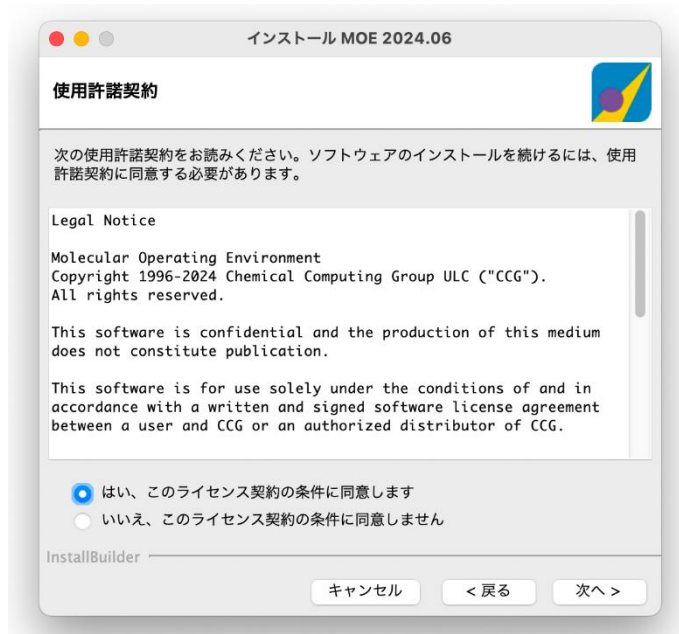 インストール MOE 2024.06
使用許諾契約
次の使用許諾契約をお読みください。ソフトウェアのインストールを続けるには、使用
許諾契約に同意する必要があります。
Legal Notice
Molecular Operating Environment
Copyright 1996-2024 Chemical Computing Group ULC ("CCG").
All rights reserved.
This software is confidential and the production of this medium
does not constitute publication.
This software is for use solely under the conditions of and in
accordance with a written and signed software license agreement
between a user and CCG or an authorized distributor of CCG.
はい、このライセンス契約の条件に同意します
いいえ、このライセンス契約の条件に同意しません
InstallBuilder
キャンセル < 戻る 次へ >